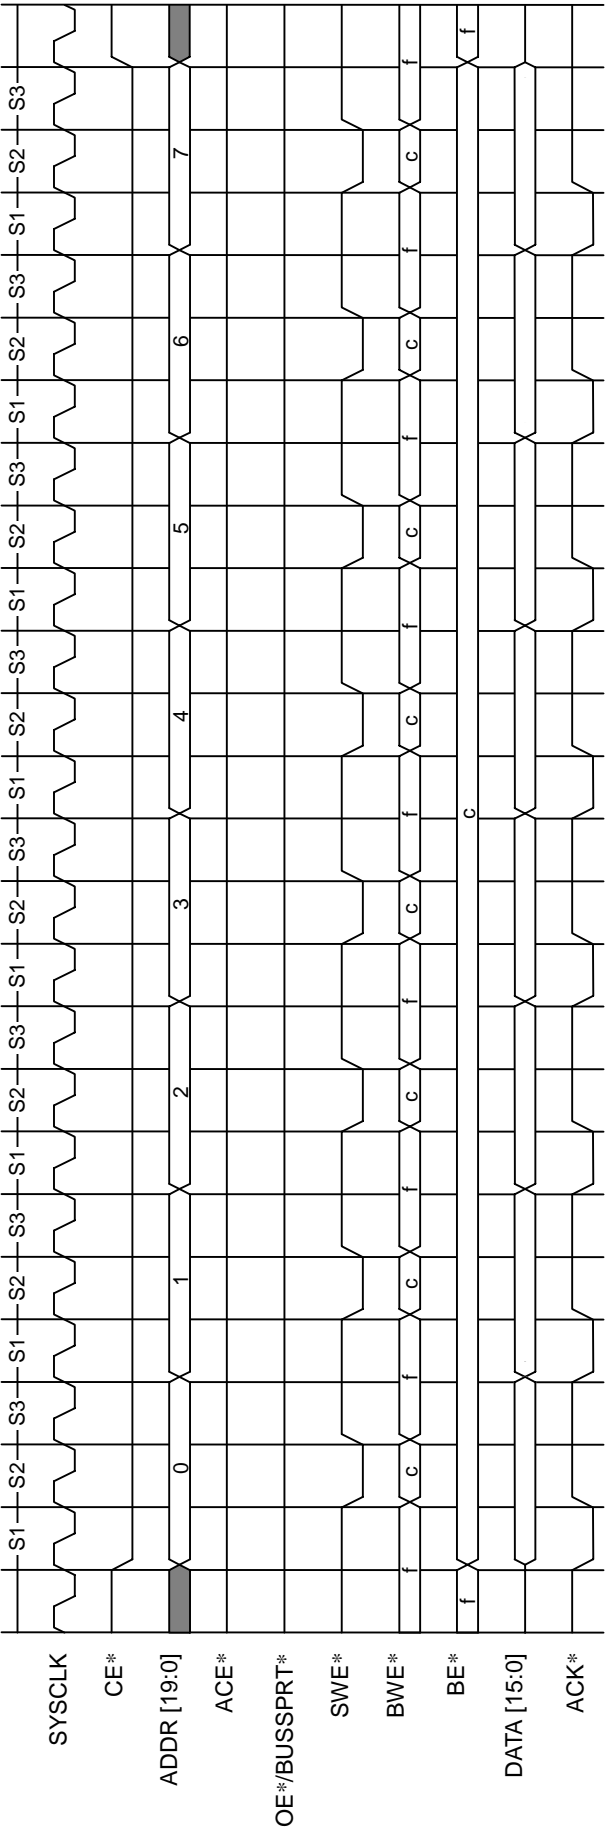 S1 S2 S3 S1 S2 S3 S1 S2 S3 S1 S2 S3 S1 S2 S3 S1 S2 S3 S1 S2 S3 S1 S2 S3
SYSCLK
CE*
ADDR [19:0] 0 1 2 3 4 5 6 7
ACE*
OE*/BUSSPRT*
SWE*
BWE* f c f c f c f c f c f c f c f c f
BE* f c f
DATA [15:0]
ACK*